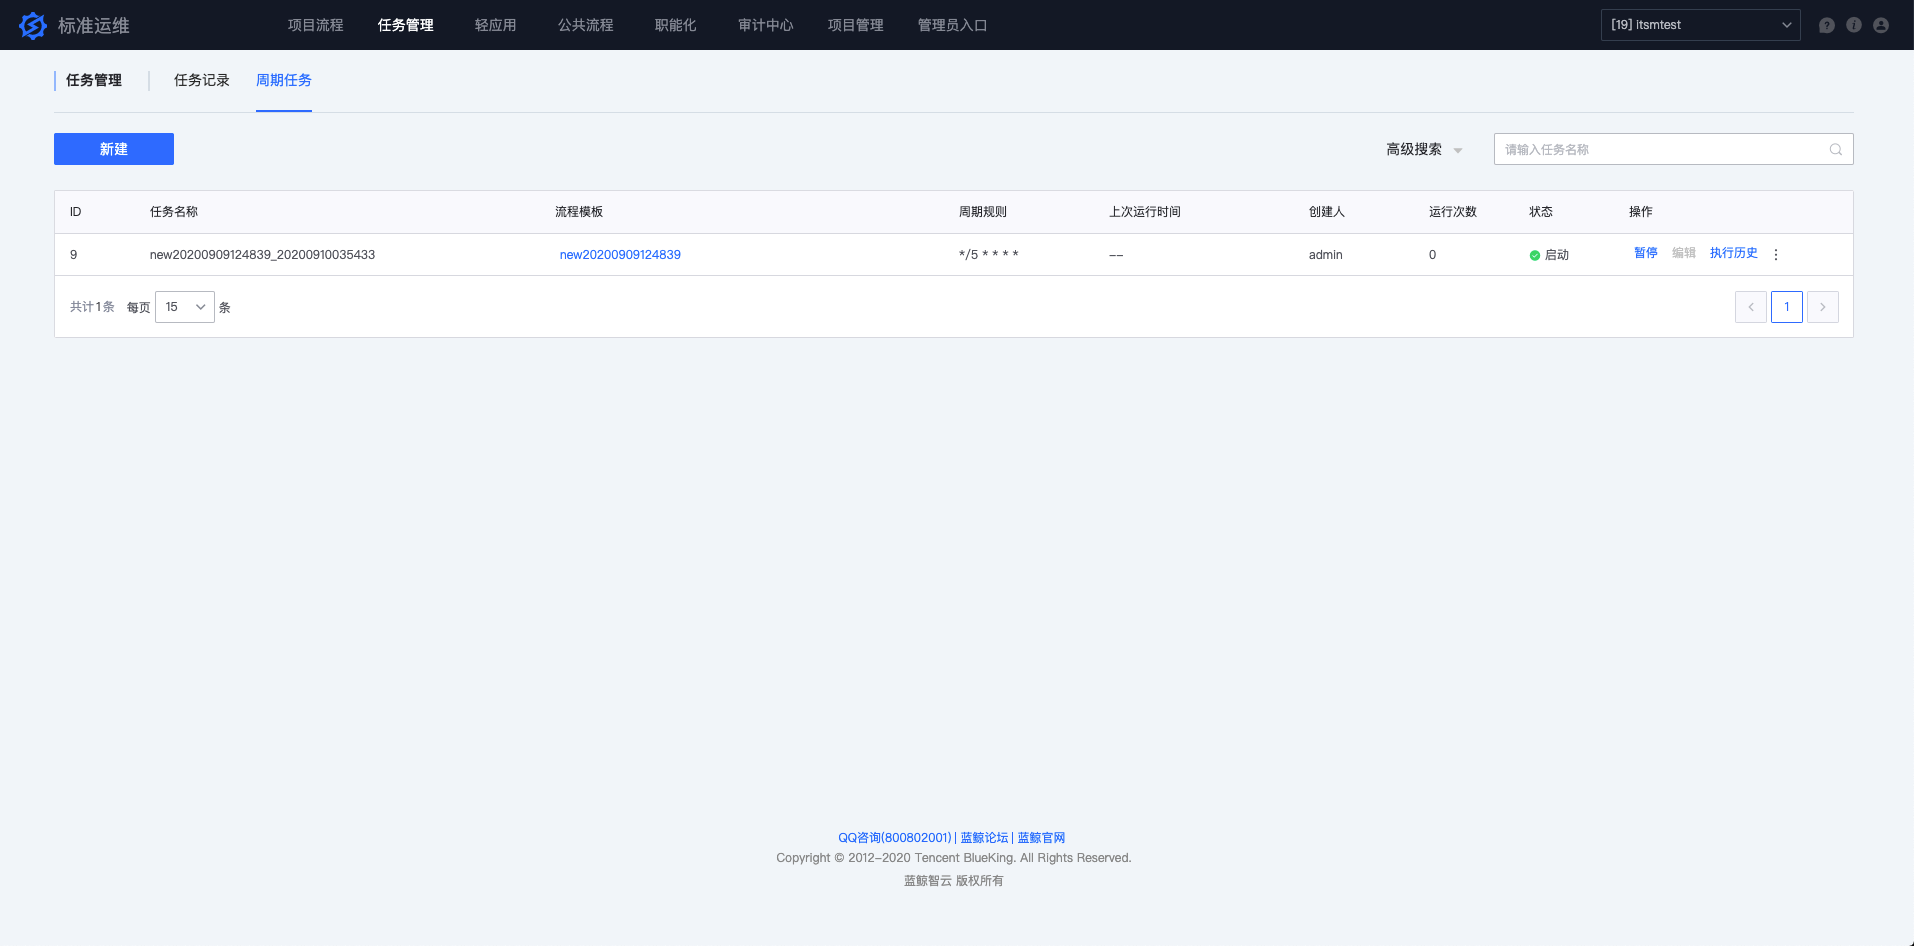 标准运维 项目流程 任务管理 轻应用 公共流程 职能化 审计中心 项目管理 管理员入口 [19] itsmtest
任务管理 任务记录 周期任务
新建 高级搜索 请输入任务名称
ID 任务名称 流程模板 周期规则 上次运行时间 创建人 运行次数 状态 操作
9 new20200909124839_20200910035433 new20200909124839 */5 * * * * -- admin 0 启动 暂停 编辑 执行历史
共计1条 每页 15 条 1
QQ咨询(800802001) | 蓝鲸论坛 | 蓝鲸官网
Copyright © 2012-2020 Tencent BlueKing. All Rights Reserved.
蓝鲸智云 版权所有